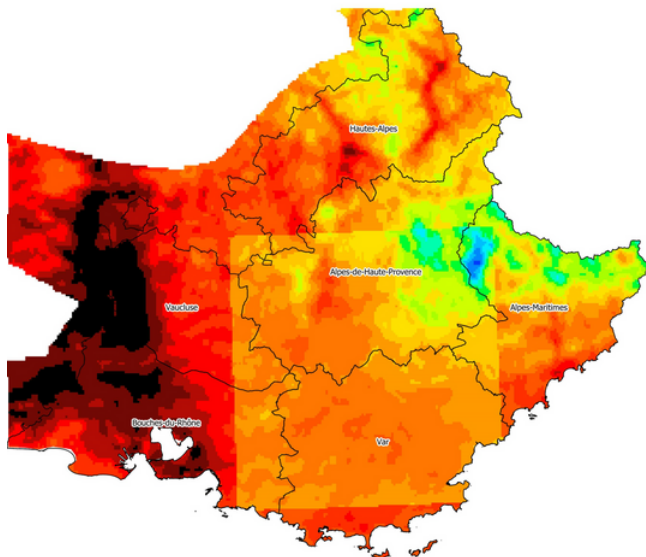 Hautes-Alpes
Alpes-de-Haute-Provence
Vaucluse
Alpes-Maritimes
Bouches-du-Rhône
Var